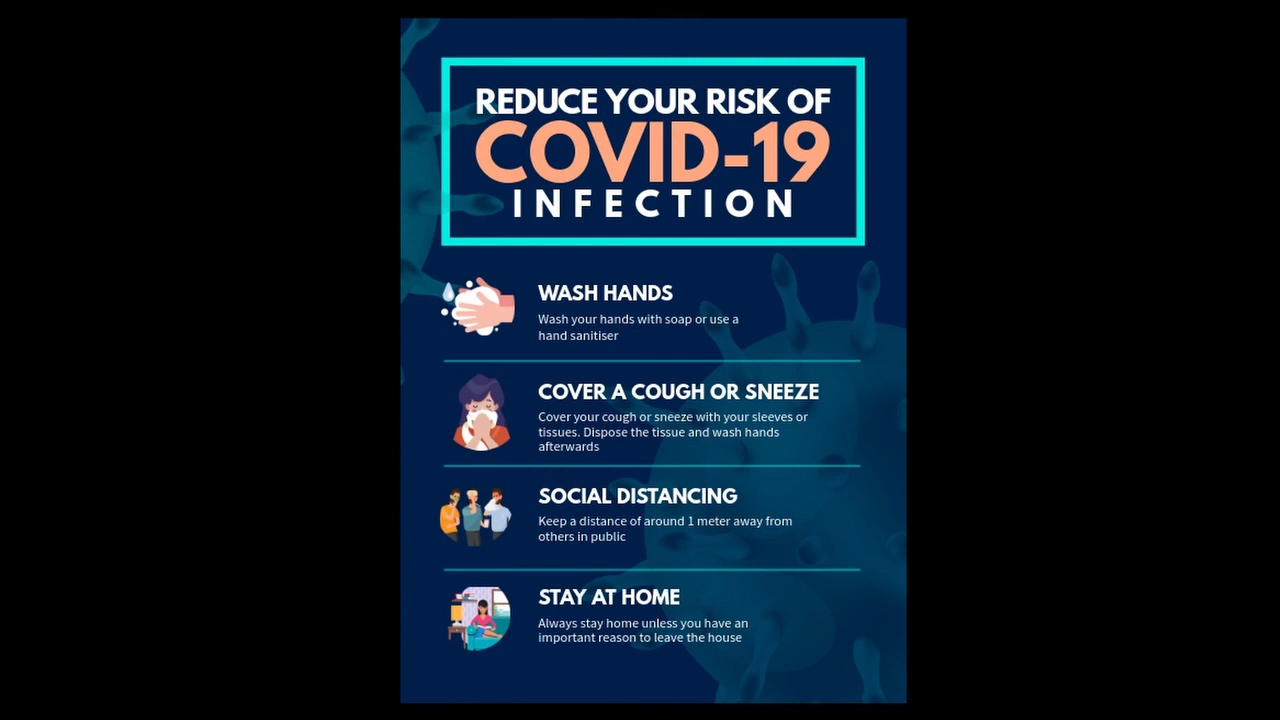 REDUCE YOUR RISK OF
COVID-19
INFECTION
WASH HANDS
Wash your hands with soap or use a
hand sanitiser
COVER A COUGH OR SNEEZE
Cover your cough or sneeze with your sleeves or
tissues. Dispose the tissue and wash hands
afterwards
SOCIAL DISTANCING
Keep a distance of around 1 meter away from
others in public
STAY AT HOME
Always stay home unless you have an
important reason to leave the house